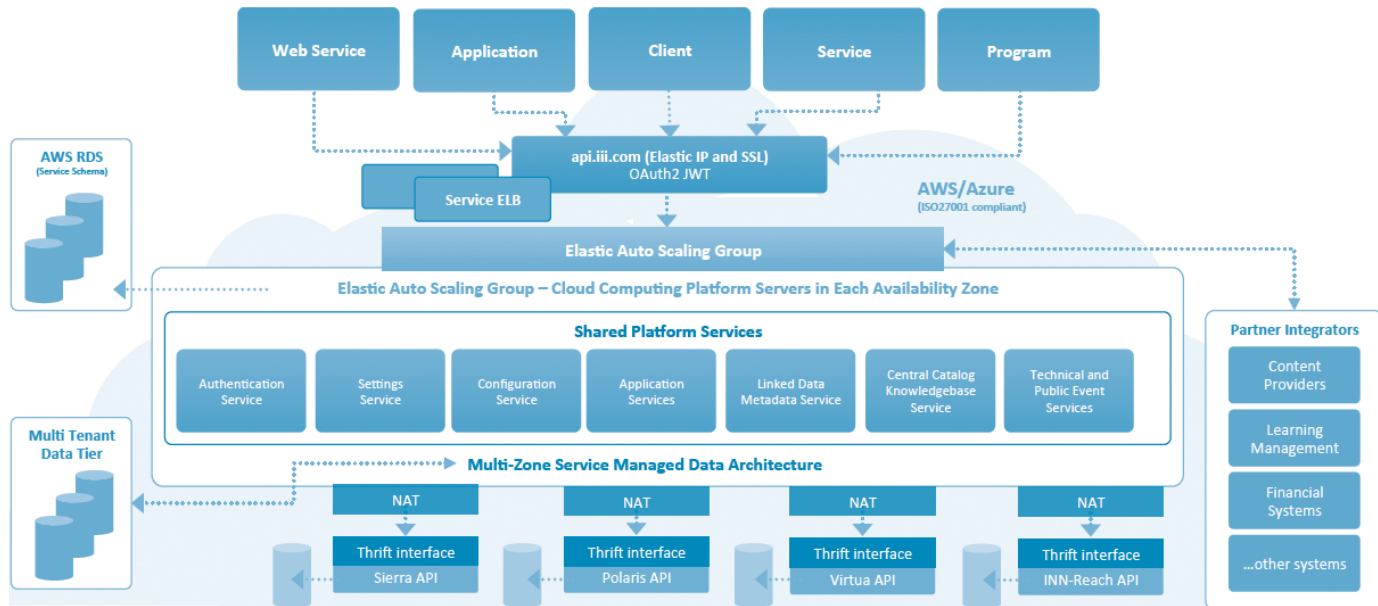 Web Service
Application
Client
Service
Program
AWS RDS
(Service Schema)
api.iii.com (Elastic IP and SSL)
OAuth2 JWT
Service ELB
AWS/Azure
(ISO27001 compliant)
Elastic Auto Scaling Group
Elastic Auto Scaling Group – Cloud Computing Platform Servers in Each Availability Zone
Shared Platform Services
Authentication
Service
Settings
Service
Configuration
Service
Application
Services
Linked Data
Metadata Service
Central Catalog
Knowledgebase
Service
Technical and
Public Event
Services
Multi-Zone Service Managed Data Architecture
Partner Integrators
Content
Providers
Learning
Management
Financial
Systems
...other systems
Multi Tenant
Data Tier
NAT
Thrift interface
Sierra API
NAT
Thrift interface
Polaris API
NAT
Thrift interface
Virtua API
NAT
Thrift interface
INN-Reach API